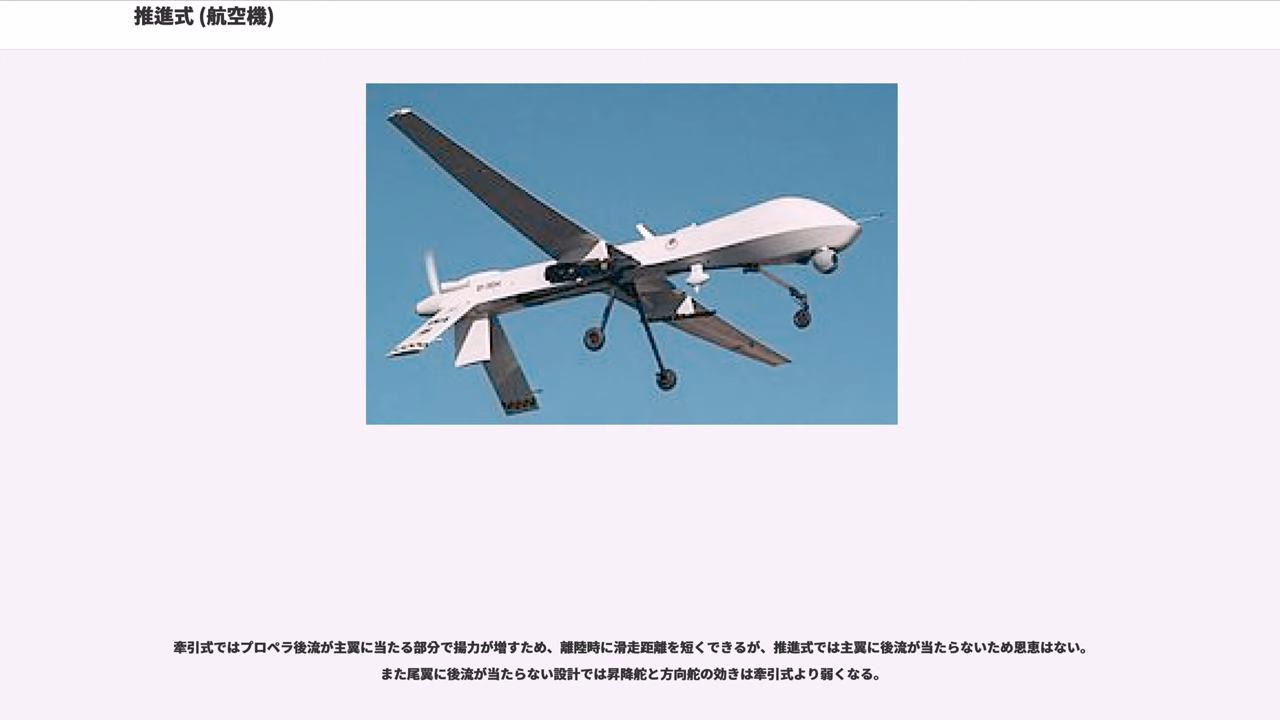 推進式 (航空機)
牽引式ではプロペラ後流が主翼に当たる部分で揚力が増すため、離陸時に滑走距離を短くできるが、推進式では主翼に後流が当たらないため恩恵はない。
また尾翼に後流が当たらない設計では昇降舵と方向舵の効きは牽引式より弱くなる。